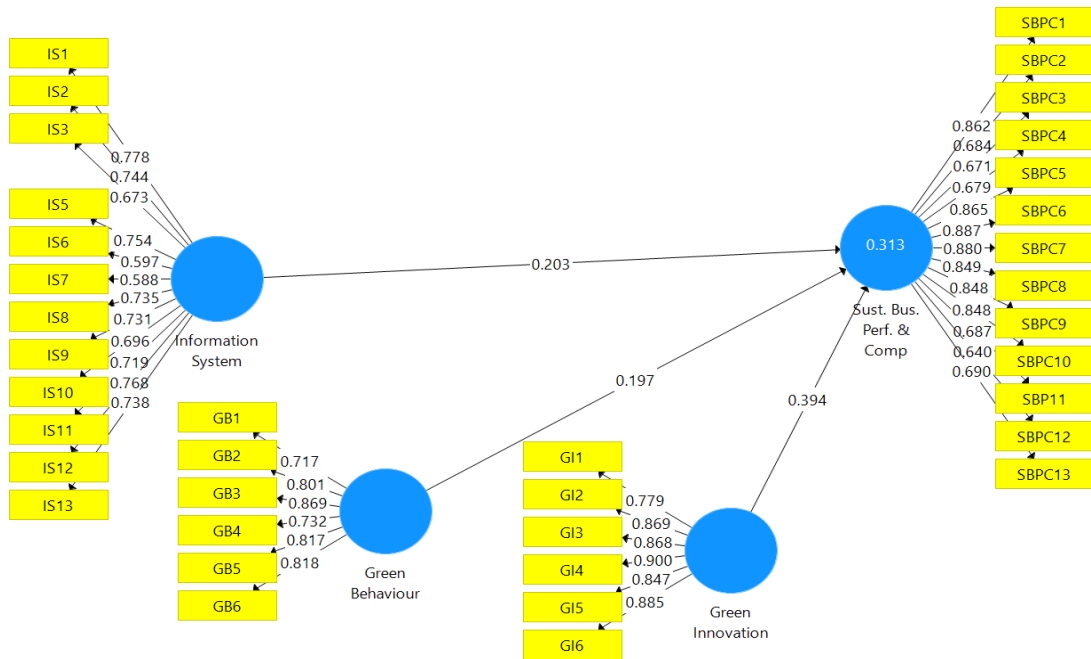 IS1
IS2
IS3
IS5
IS6
IS7
IS8
IS9
IS10
IS11
IS12
IS13
0.778
0.744
0.673
0.754
0.597
0.588
0.735
0.731
0.696
0.719
0.768
0.738
Information
System
0.203
GB1
GB2
GB3
GB4
GB5
GB6
0.717
0.801
0.869
0.732
0.817
0.818
Green
Behaviour
0.197
GI1
GI2
GI3
GI4
GI5
GI6
0.779
0.869
0.868
0.900
0.847
0.885
Green
Innovation
0.394
0.313
Sust. Bus.
Perf. &
Comp
0.862
0.684
0.671
0.679
0.865
0.887
0.880
0.849
0.848
0.848
0.687
0.640
0.690
SBPC1
SBPC2
SBPC3
SBPC4
SBPC5
SBPC6
SBPC7
SBPC8
SBPC9
SBPC10
SBP11
SBPC12
SBPC13